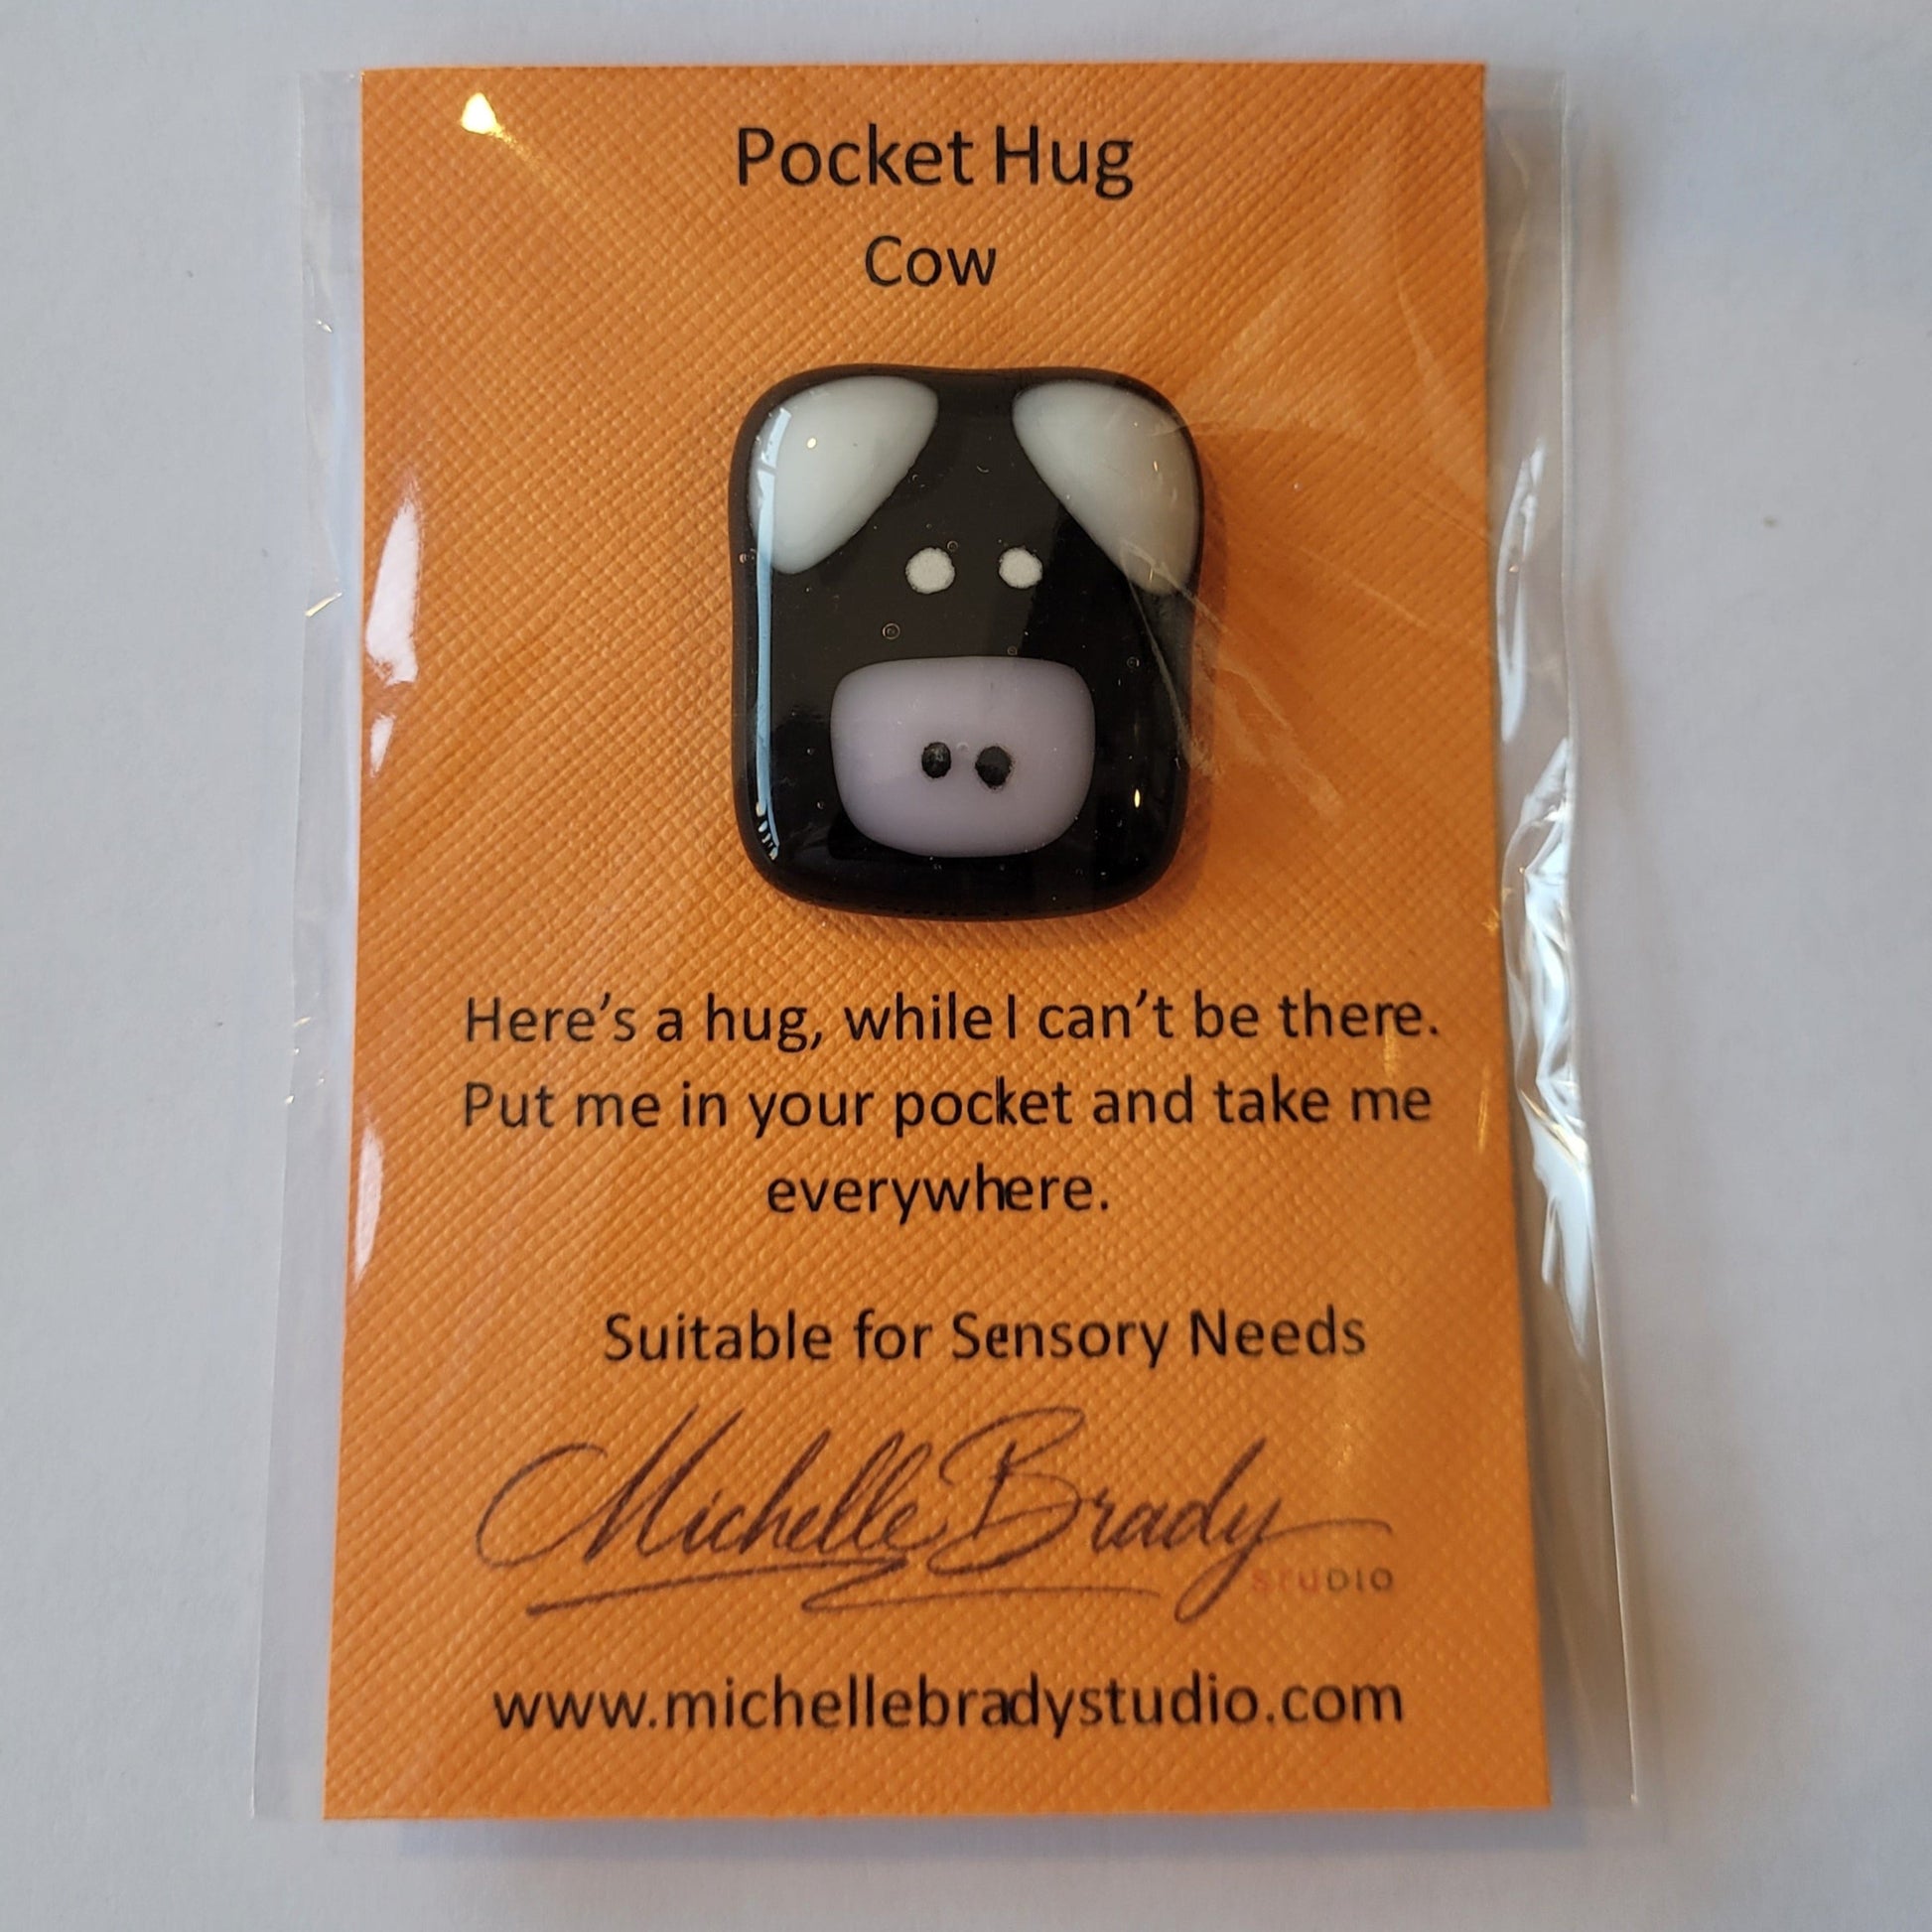 Pocket Hug
Cow
Here’s a hug, while I can’t be there.
Put me in your pocket and take me
everywhere.
Suitable for Sensory Needs
Michelle Brady
STUDIO
www.michellebradystudio.com